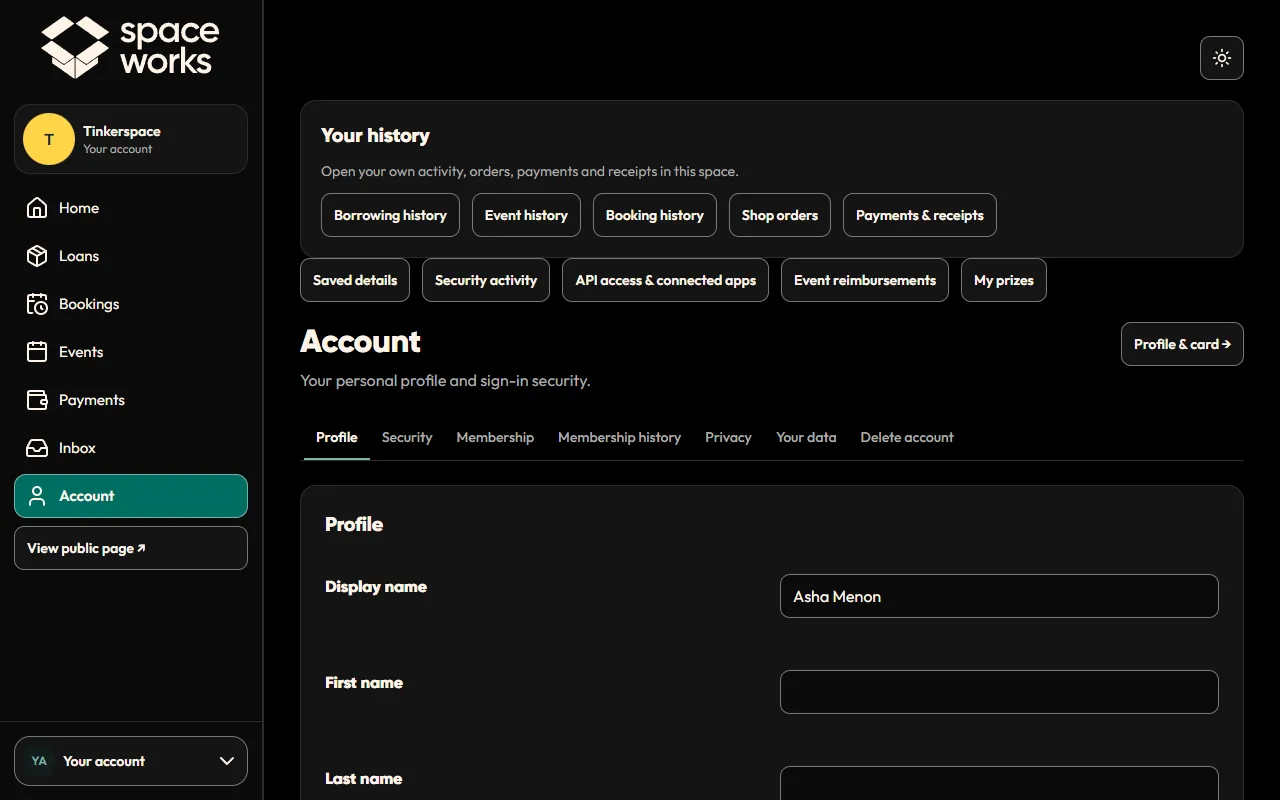 space
works
T
Tinkerspace
Your account
Home
Loans
Bookings
Events
Payments
Inbox
Account
View public page ↗
YA
Your account
Your history
Open your own activity, orders, payments and receipts in this space.
Borrowing history
Event history
Booking history
Shop orders
Payments & receipts
Saved details
Security activity
API access & connected apps
Event reimbursements
My prizes
Account
Profile & card →
Your personal profile and sign-in security.
Profile
Security
Membership
Membership history
Privacy
Your data
Delete account
Profile
Display name
Asha Menon
First name
Last name